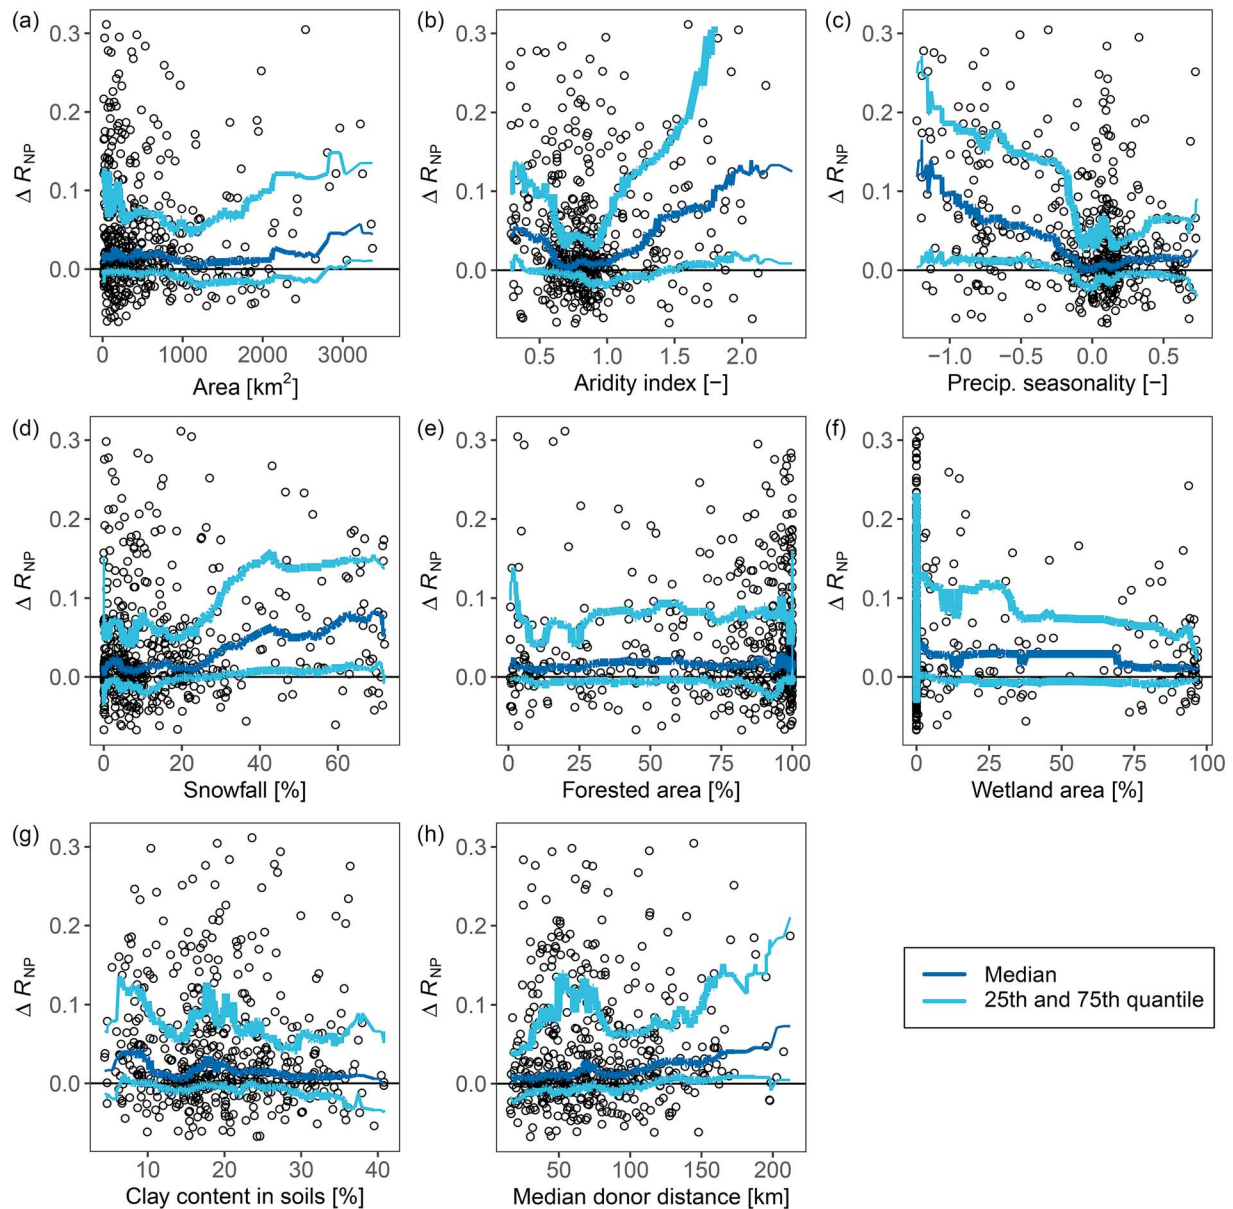 (a)
0.3
0.2
0.1
0.0
Δ R_NP
0 1000 2000 3000
Area [km²]
(b)
0.3
0.2
0.1
0.0
Δ R_NP
0.5 1.0 1.5 2.0
Aridity index [−]
(c)
0.3
0.2
0.1
0.0
Δ R_NP
−1.0 −0.5 0.0 0.5
Precip. seasonality [−]
(d)
0.3
0.2
0.1
0.0
Δ R_NP
0 20 40 60
Snowfall [%]
(e)
0.3
0.2
0.1
0.0
Δ R_NP
0 25 50 75 100
Forested area [%]
(f)
0.3
0.2
0.1
0.0
Δ R_NP
0 25 50 75 100
Wetland area [%]
(g)
0.3
0.2
0.1
0.0
Δ R_NP
10 20 30 40
Clay content in soils [%]
(h)
0.3
0.2
0.1
0.0
Δ R_NP
50 100 150 200
Median donor distance [km]
Median
25th and 75th quantile